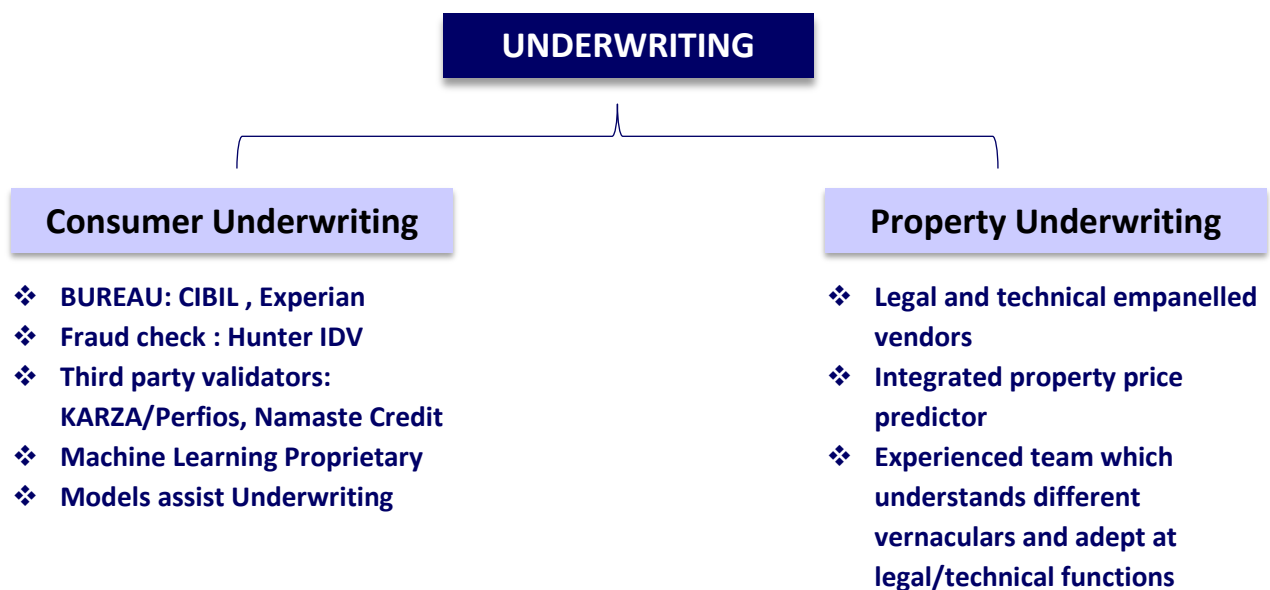 UNDERWRITING
Consumer Underwriting
❖ BUREAU: CIBIL , Experian
❖ Fraud check : Hunter IDV
❖ Third party validators:
KARZA/Perfios, Namaste Credit
❖ Machine Learning Proprietary
❖ Models assist Underwriting
Property Underwriting
❖ Legal and technical empanelled
vendors
❖ Integrated property price
predictor
❖ Experienced team which
understands different
vernaculars and adept at
legal/technical functions